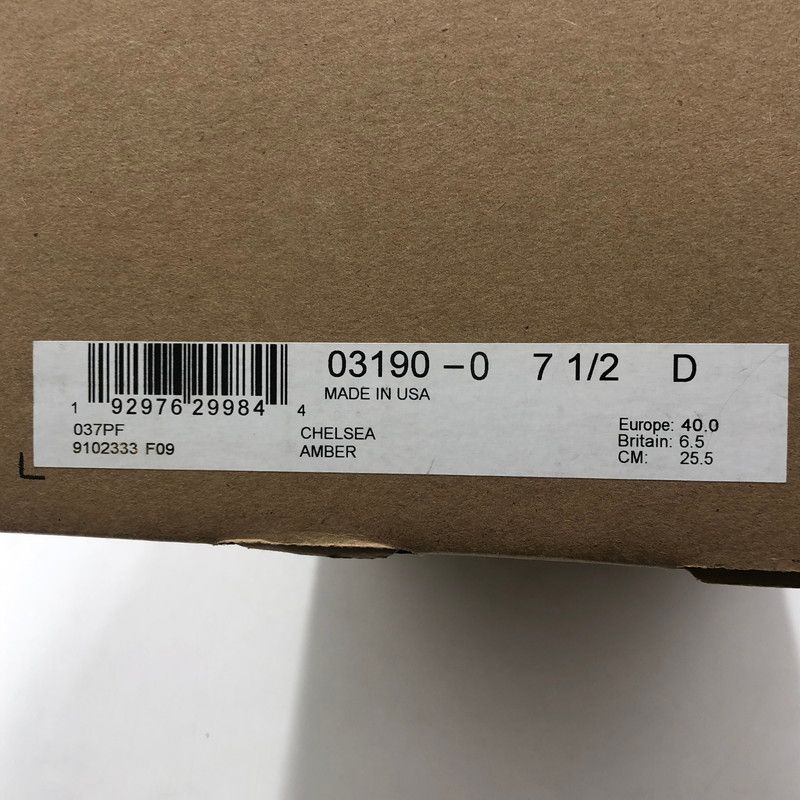 03190 - 0 7 1/2 D
MADE IN USA
1 92976 29984 4
037PF
9102333 F09
CHELSEA
AMBER
Europe: 40.0
Britain: 6.5
CM: 25.5